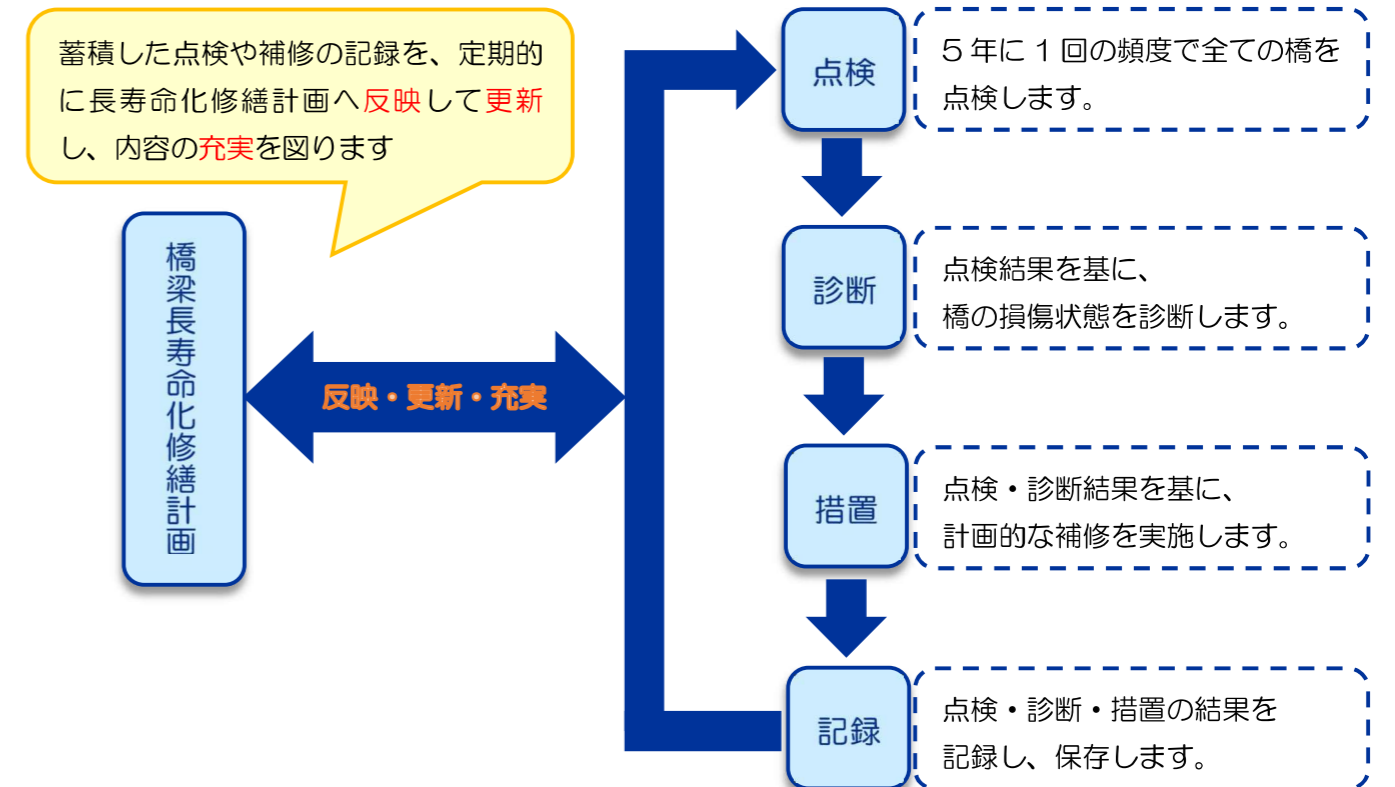 蓄積した点検や補修の記録を、定期的
に長寿命化修繕計画へ反映して更新
し、内容の充実を図ります
橋梁長寿命化修繕計画
反映・更新・充実
点検
5年に1回の頻度で全ての橋を
点検します。
診断
点検結果を基に、
橋の損傷状態を診断します。
措置
点検・診断結果を基に、
計画的な補修を実施します。
記録
点検・診断・措置の結果を
記録し、保存します。